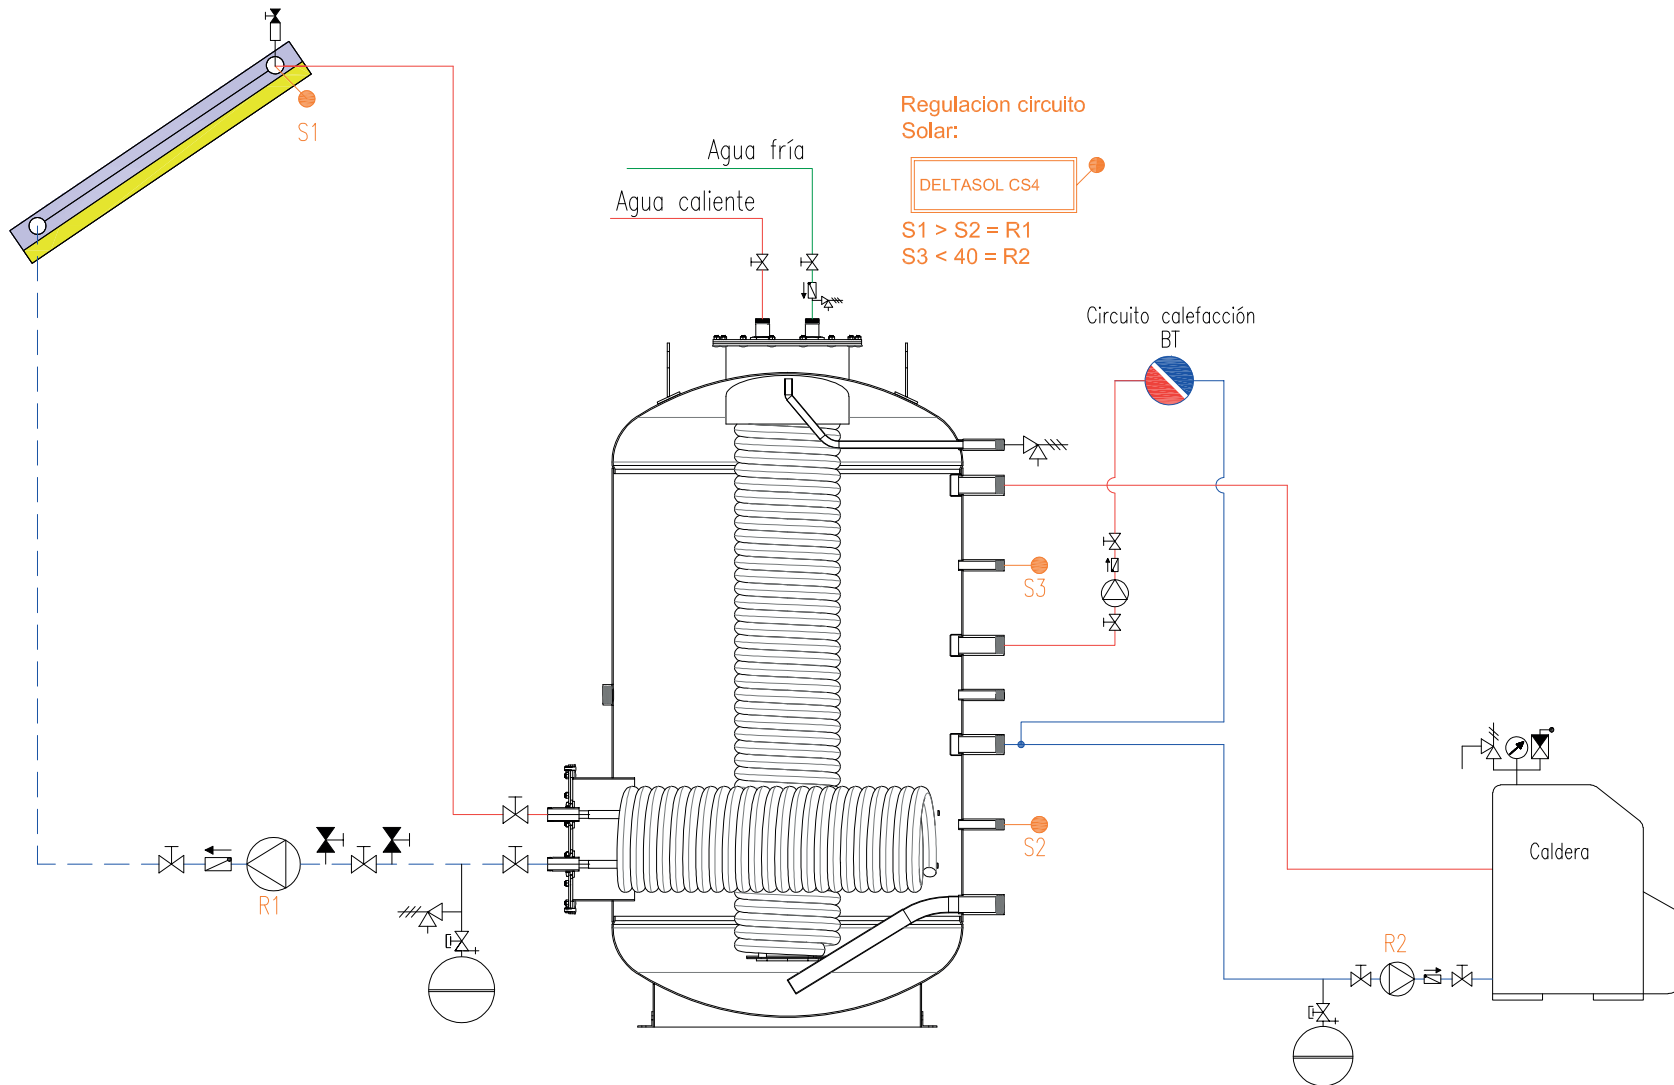 S1
Regulacion circuito
Solar:
DELTASOL CS4
S1 > S2 = R1
S3 < 40 = R2
Agua fría
Agua caliente
Circuito calefacción
BT
S3
S2
Caldera
R1
R2